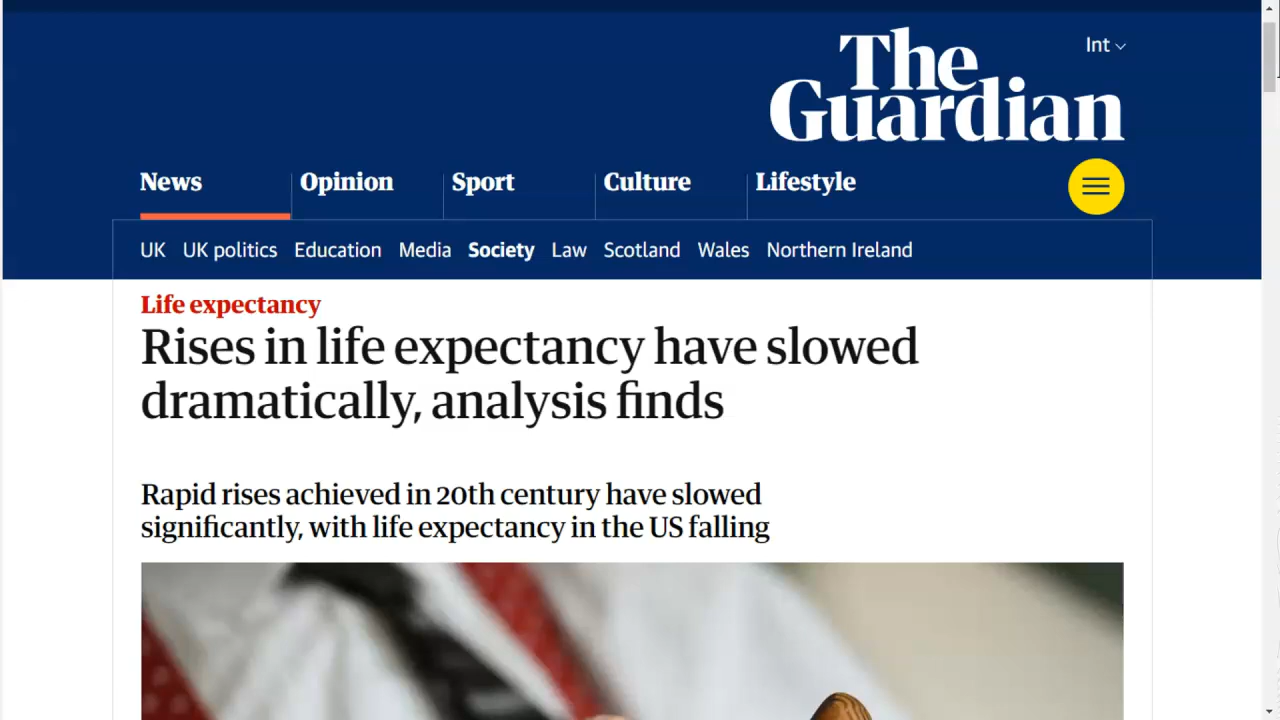 The
Guardian
Int
News Opinion Sport Culture Lifestyle
UK UK politics Education Media Society Law Scotland Wales Northern Ireland
Life expectancy
Rises in life expectancy have slowed
dramatically, analysis finds
Rapid rises achieved in 20th century have slowed
significantly, with life expectancy in the US falling